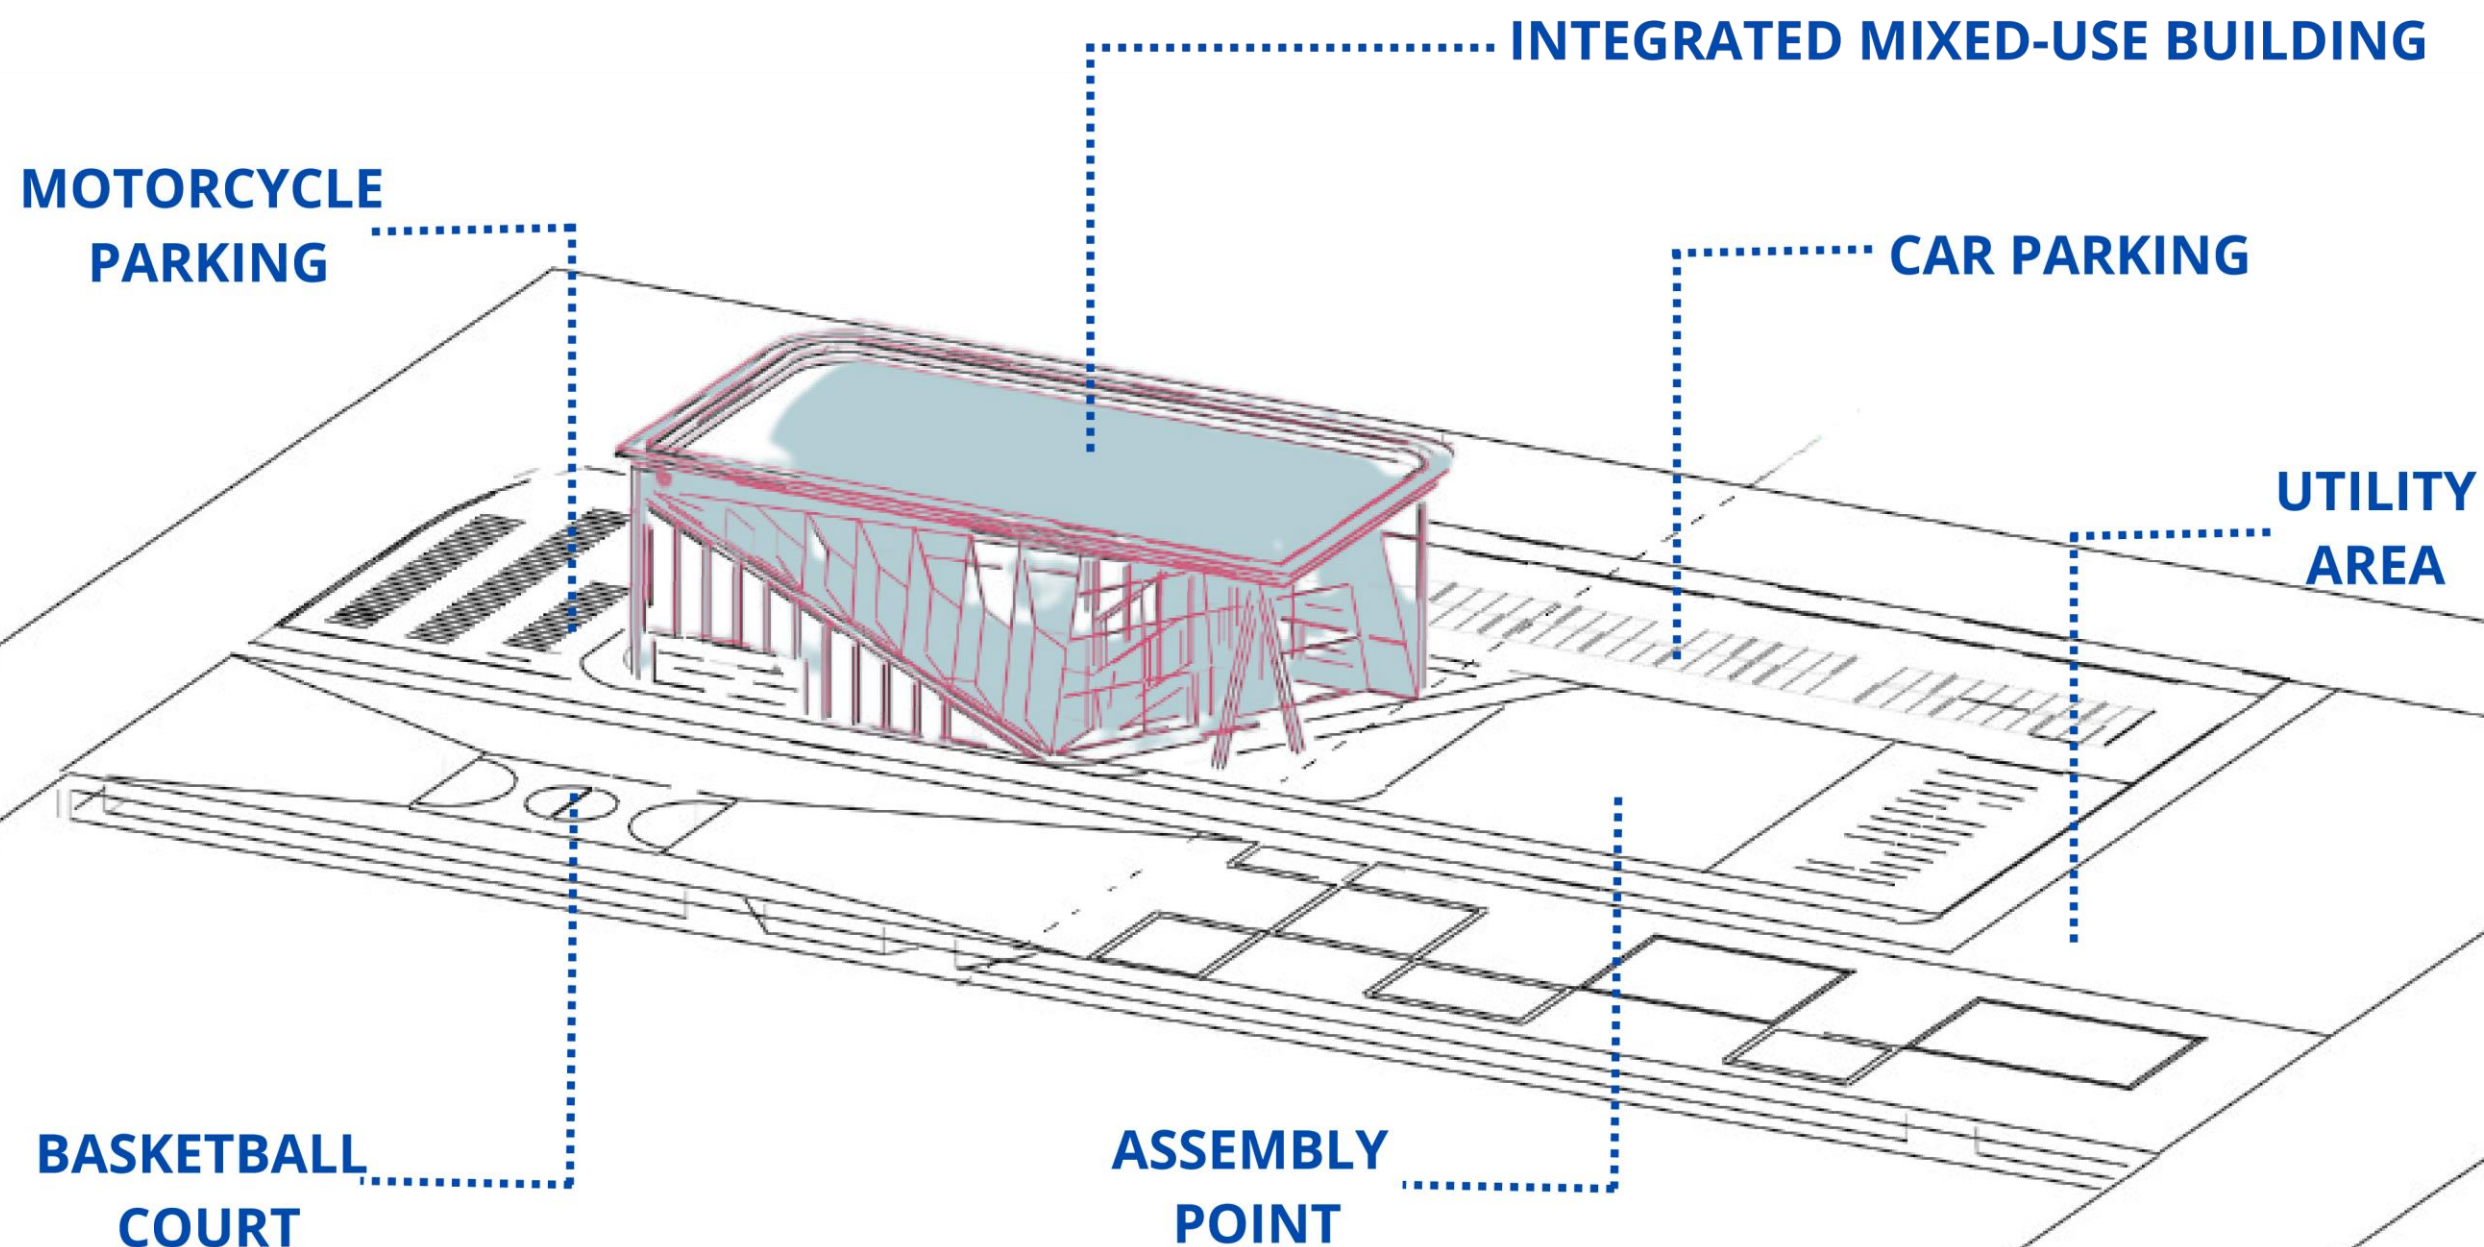 INTEGRATED MIXED-USE BUILDING
MOTORCYCLE
PARKING
CAR PARKING
UTILITY
AREA
BASKETBALL
COURT
ASSEMBLY
POINT